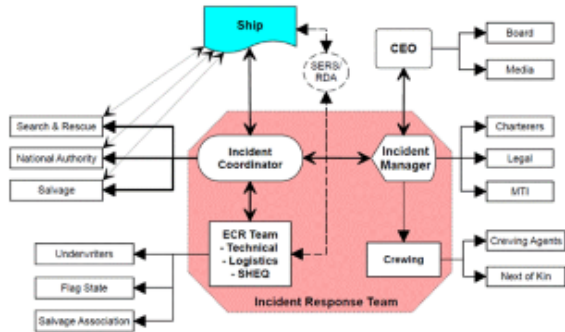 Ship
SERS/
RDA
CEO
Board
Media
Search & Rescue
National Authority
Salvage
Incident
Coordinator
Incident
Manager
Charterers
Legal
MTI
ECR Team
- Technical
- Logistics
- SHEQ
Underwriters
Flag State
Salvage Association
Crewing
Crewing Agents
Next of Kin
Incident Response Team